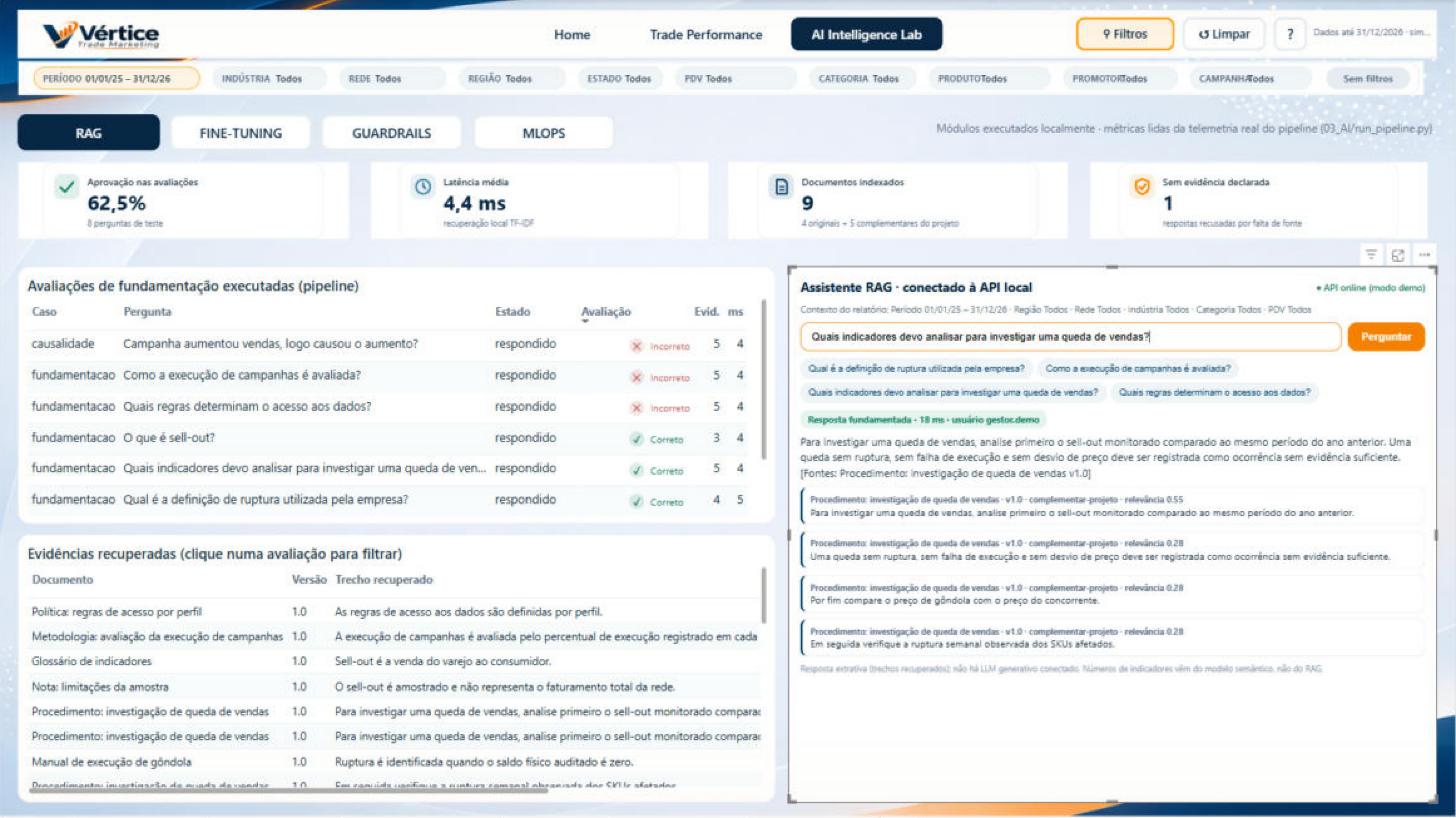 Vértice
Trade Marketing
Home
Trade Performance
AI Intelligence Lab
Filtros
Limpar
?
Dados até 31/12/2026 · sim...
PERÍODO 01/01/25 – 31/12/26
INDÚSTRIA Todos
REDE Todos
REGIÃO Todos
ESTADO Todos
PDV Todos
CATEGORIA Todos
PRODUTO Todos
PROMOTOR Todos
CAMPANHA Todos
Sem filtros
RAG
FINE-TUNING
GUARDRAILS
MLOPS
Módulos executados localmente · métricas lidas da telemetria real do pipeline (03_AI/run_pipeline.py)
Aprovação nas avaliações
62,5%
8 perguntas de teste
Latência média
4,4 ms
recuperação local TF-IDF
Documentos indexados
9
4 originais + 5 complementares do projeto
Sem evidência declarada
1
respostas recusadas por falta de fonte
Avaliações de fundamentação executadas (pipeline)
Caso Pergunta Estado Avaliação Evid. ms
causalidade Campanha aumentou vendas, logo causou o aumento? respondido Incorreto 5 4
fundamentacao Como a execução de campanhas é avaliada? respondido Incorreto 5 4
fundamentacao Quais regras determinam o acesso aos dados? respondido Incorreto 5 4
fundamentacao O que é sell-out? respondido Correto 3 4
fundamentacao Quais indicadores devo analisar para investigar uma queda de ven... respondido Correto 5 4
fundamentacao Qual é a definição de ruptura utilizada pela empresa? respondido Correto 4 5
Evidências recuperadas (clique numa avaliação para filtrar)
Documento Versão Trecho recuperado
Política: regras de acesso por perfil 1.0 As regras de acesso aos dados são definidas por perfil.
Metodologia: avaliação da execução de campanhas 1.0 A execução de campanhas é avaliada pelo percentual de execução registrado em cada
Glossário de indicadores 1.0 Sell-out é a venda do varejo ao consumidor.
Nota: limitações da amostra 1.0 O sell-out é amostrado e não representa o faturamento total da rede.
Procedimento: investigação de queda de vendas 1.0 Para investigar uma queda de vendas, analise primeiro o sell-out monitorado comparad
Procedimento: investigação de queda de vendas 1.0 Para investigar uma queda de vendas, analise primeiro o sell-out monitorado comparad
Manual de execução de gôndola 1.0 Ruptura é identificada quando o saldo físico auditado é zero.
Procedimento: investigação de queda de vendas 1.0 Em seguida verifique a ruptura semanal observada dos SKUs afetados.
Assistente RAG · conectado à API local
• API online (modo demo)
Contexto do relatório: Período 01/01/25 – 31/12/26 · Região Todos · Rede Todos · Indústria Todos · Categoria Todos · PDV Todos
Quais indicadores devo analisar para investigar uma queda de vendas?
Perguntar
Qual é a definição de ruptura utilizada pela empresa?
Como a execução de campanhas é avaliada?
Quais indicadores devo analisar para investigar uma queda de vendas?
Quais regras determinam o acesso aos dados?
Resposta fundamentada · 18 ms · usuário gestor.demo
Para investigar uma queda de vendas, analise primeiro o sell-out monitorado comparado ao mesmo período do ano anterior. Uma
queda sem ruptura, sem falha de execução e sem desvio de preço deve ser registrada como ocorrência sem evidência suficiente.
[Fontes: Procedimento: investigação de queda de vendas v1.0]
Procedimento: investigação de queda de vendas · v1.0 · complementar-projeto · relevância 0.55
Para investigar uma queda de vendas, analise primeiro o sell-out monitorado comparado ao mesmo período do ano anterior.
Procedimento: investigação de queda de vendas · v1.0 · complementar-projeto · relevância 0.28
Uma queda sem ruptura, sem falha de execução e sem desvio de preço deve ser registrada como ocorrência sem evidência suficiente.
Procedimento: investigação de queda de vendas · v1.0 · complementar-projeto · relevância 0.28
Por fim compare o preço de gôndola com o preço do concorrente.
Procedimento: investigação de queda de vendas · v1.0 · complementar-projeto · relevância 0.28
Em seguida verifique a ruptura semanal observada dos SKUs afetados.
Resposta extrativa (trechos recuperados); não há LLM generativo conectado. Números de indicadores vêm do modelo semântico, não do RAG.